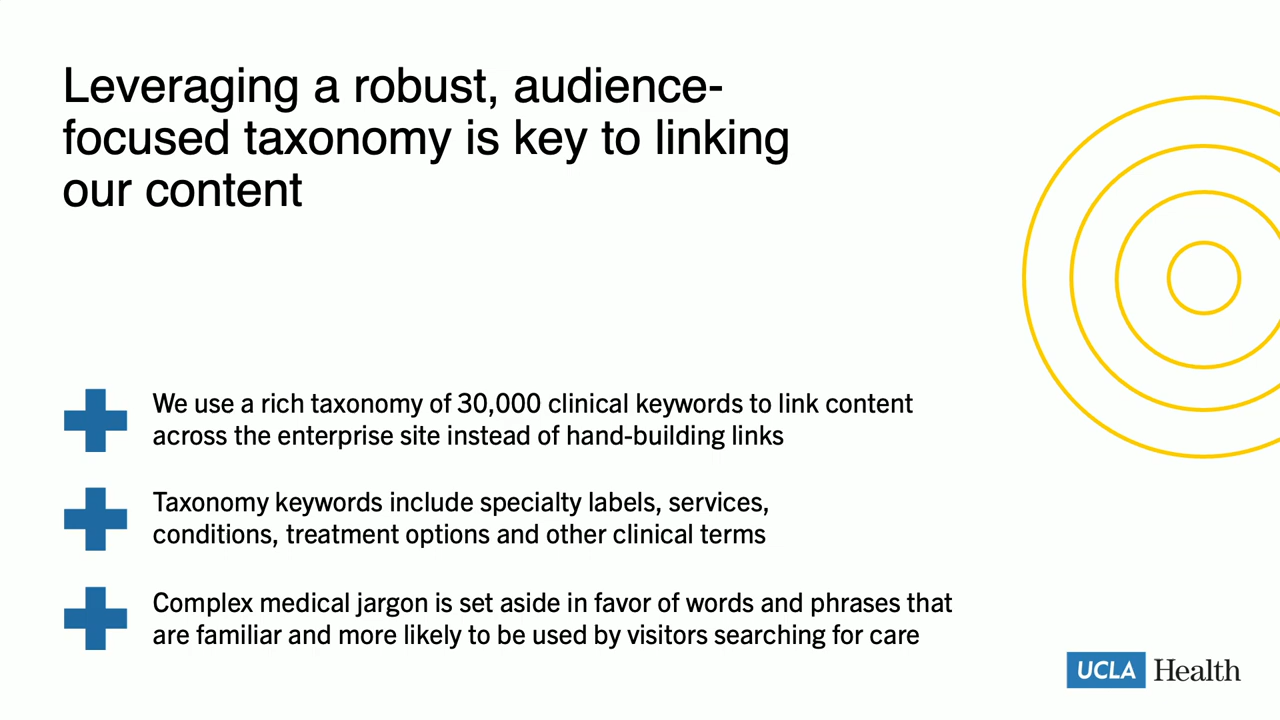 Leveraging a robust, audience-
focused taxonomy is key to linking
our content
We use a rich taxonomy of 30,000 clinical keywords to link content
across the enterprise site instead of hand-building links
Taxonomy keywords include specialty labels, services,
conditions, treatment options and other clinical terms
Complex medical jargon is set aside in favor of words and phrases that
are familiar and more likely to be used by visitors searching for care
UCLA Health